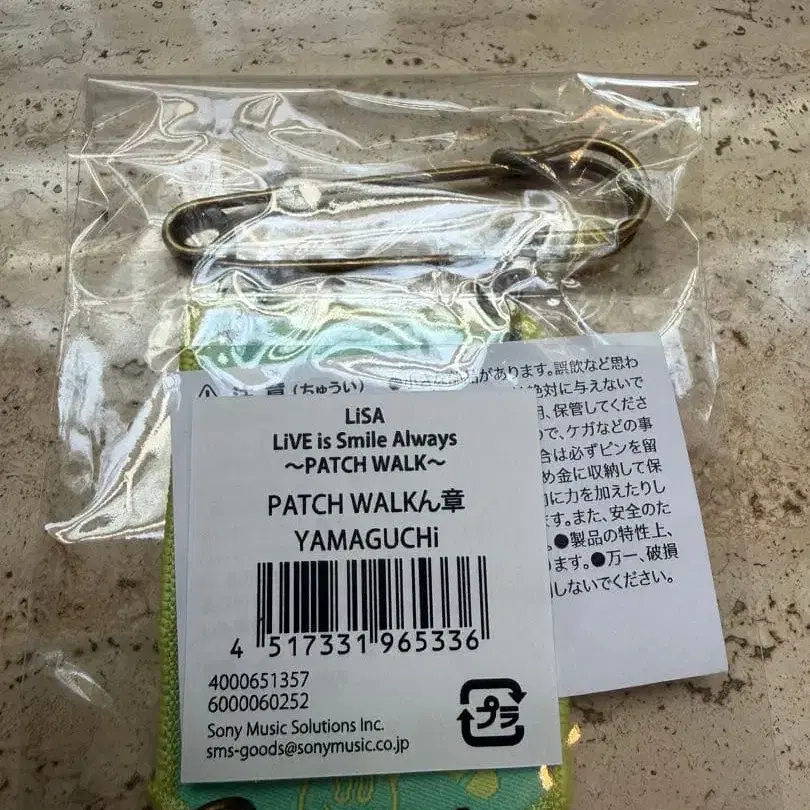 (ちゅうい)
があります。誤飲など思わ
絶対に与えないで
保管してくださ
で、ケガなどの事
合は必ずピンを留
め金に収納して保
に力を加えたりし
ます。また、安全のた
●製品の特性上、
ます。●万一、破損
しないでください。
LiSA
LiVE is Smile Always
~PATCH WALK~
PATCH WALKん章
YAMAGUCHi
4 517331 965336
4000651357
6000060252
Sony Music Solutions Inc.
sms-goods@sonymusic.co.jp
プラ